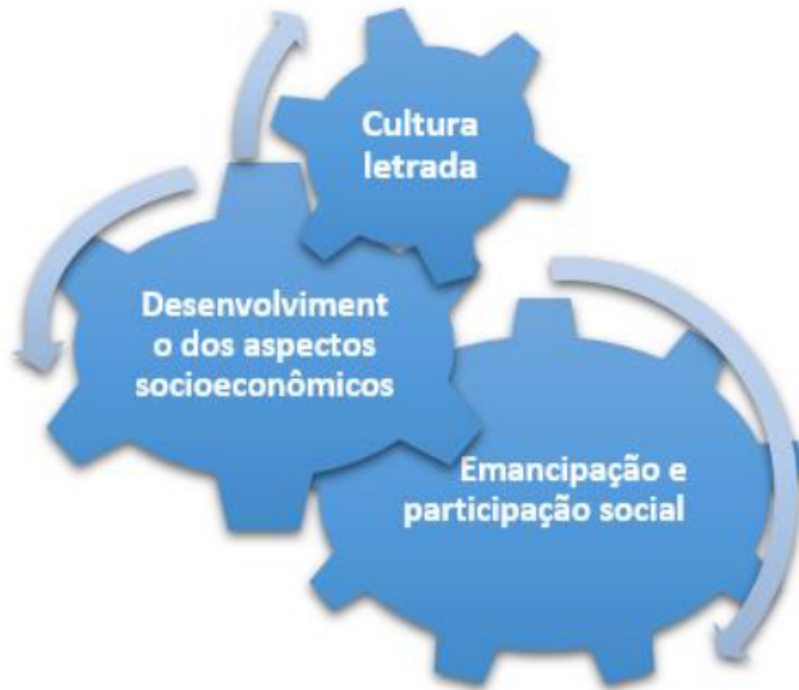 Cultura
letrada
Desenvolviment
o dos aspectos
socioeconômicos
Emancipação e
participação social